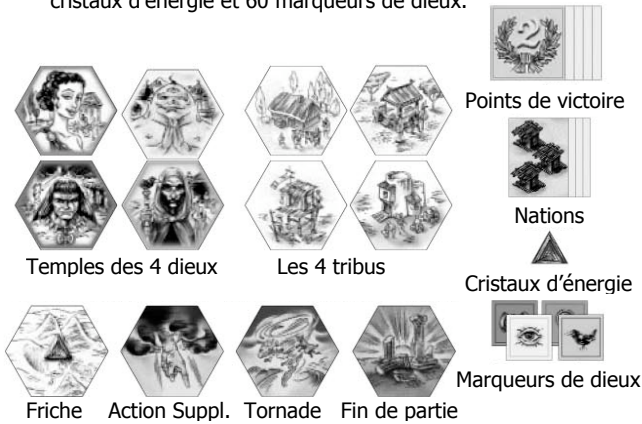 cristaux d'énergie et 60 marqueurs de dieux.
2
Points de victoire
Nations
Temples des 4 dieux
Les 4 tribus
Cristaux d'énergie
Marqueurs de dieux
Friche
Action Suppl.
Tornade
Fin de partie